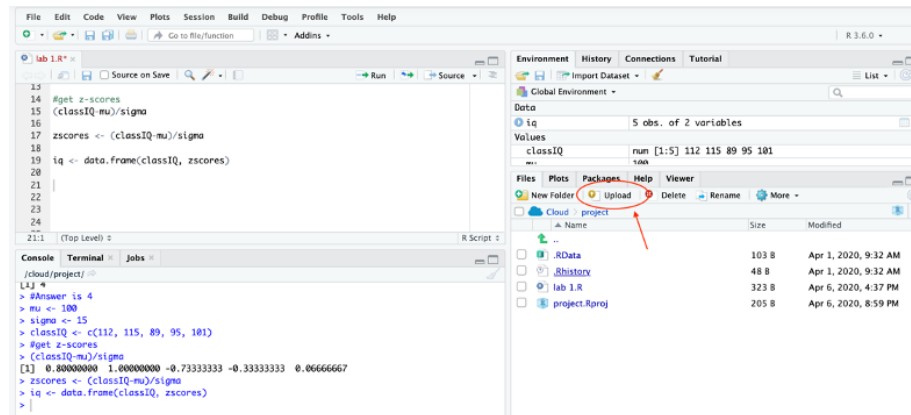 File Edit Code View Plots Session Build Debug Profile Tools Help
Go to file/function Addins R 3.6.0
lab 1.R*
Source on Save Run Source
13
14 #get z-scores
15 (classIQ-mu)/sigma
16
17 zscores <- (classIQ-mu)/sigma
18
19 iq <- data.frame(classIQ, zscores)
20
21
22
23
24
21:1 (Top Level) R Script
Console Terminal Jobs
/cloud/project/
[1] 4
> #Answer is 4
> mu <- 100
> sigma <- 15
> classIQ <- c(112, 115, 89, 95, 101)
> #get z-scores
> (classIQ-mu)/sigma
[1] 0.80000000 1.00000000 -0.73333333 -0.33333333 0.06666667
> zscores <- (classIQ-mu)/sigma
> iq <- data.frame(classIQ, zscores)
>
Environment History Connections Tutorial
Import Dataset List
Global Environment
Data
iq 5 obs. of 2 variables
Values
classIQ num [1:5] 112 115 89 95 101
mu 100
Files Plots Packages Help Viewer
New Folder Upload Delete Rename More
Cloud project
Name Size Modified
..
.RData 103 B Apr 1, 2020, 9:32 AM
.Rhistory 48 B Apr 1, 2020, 9:32 AM
lab 1.R 323 B Apr 6, 2020, 4:37 PM
project.Rproj 205 B Apr 6, 2020, 8:59 PM